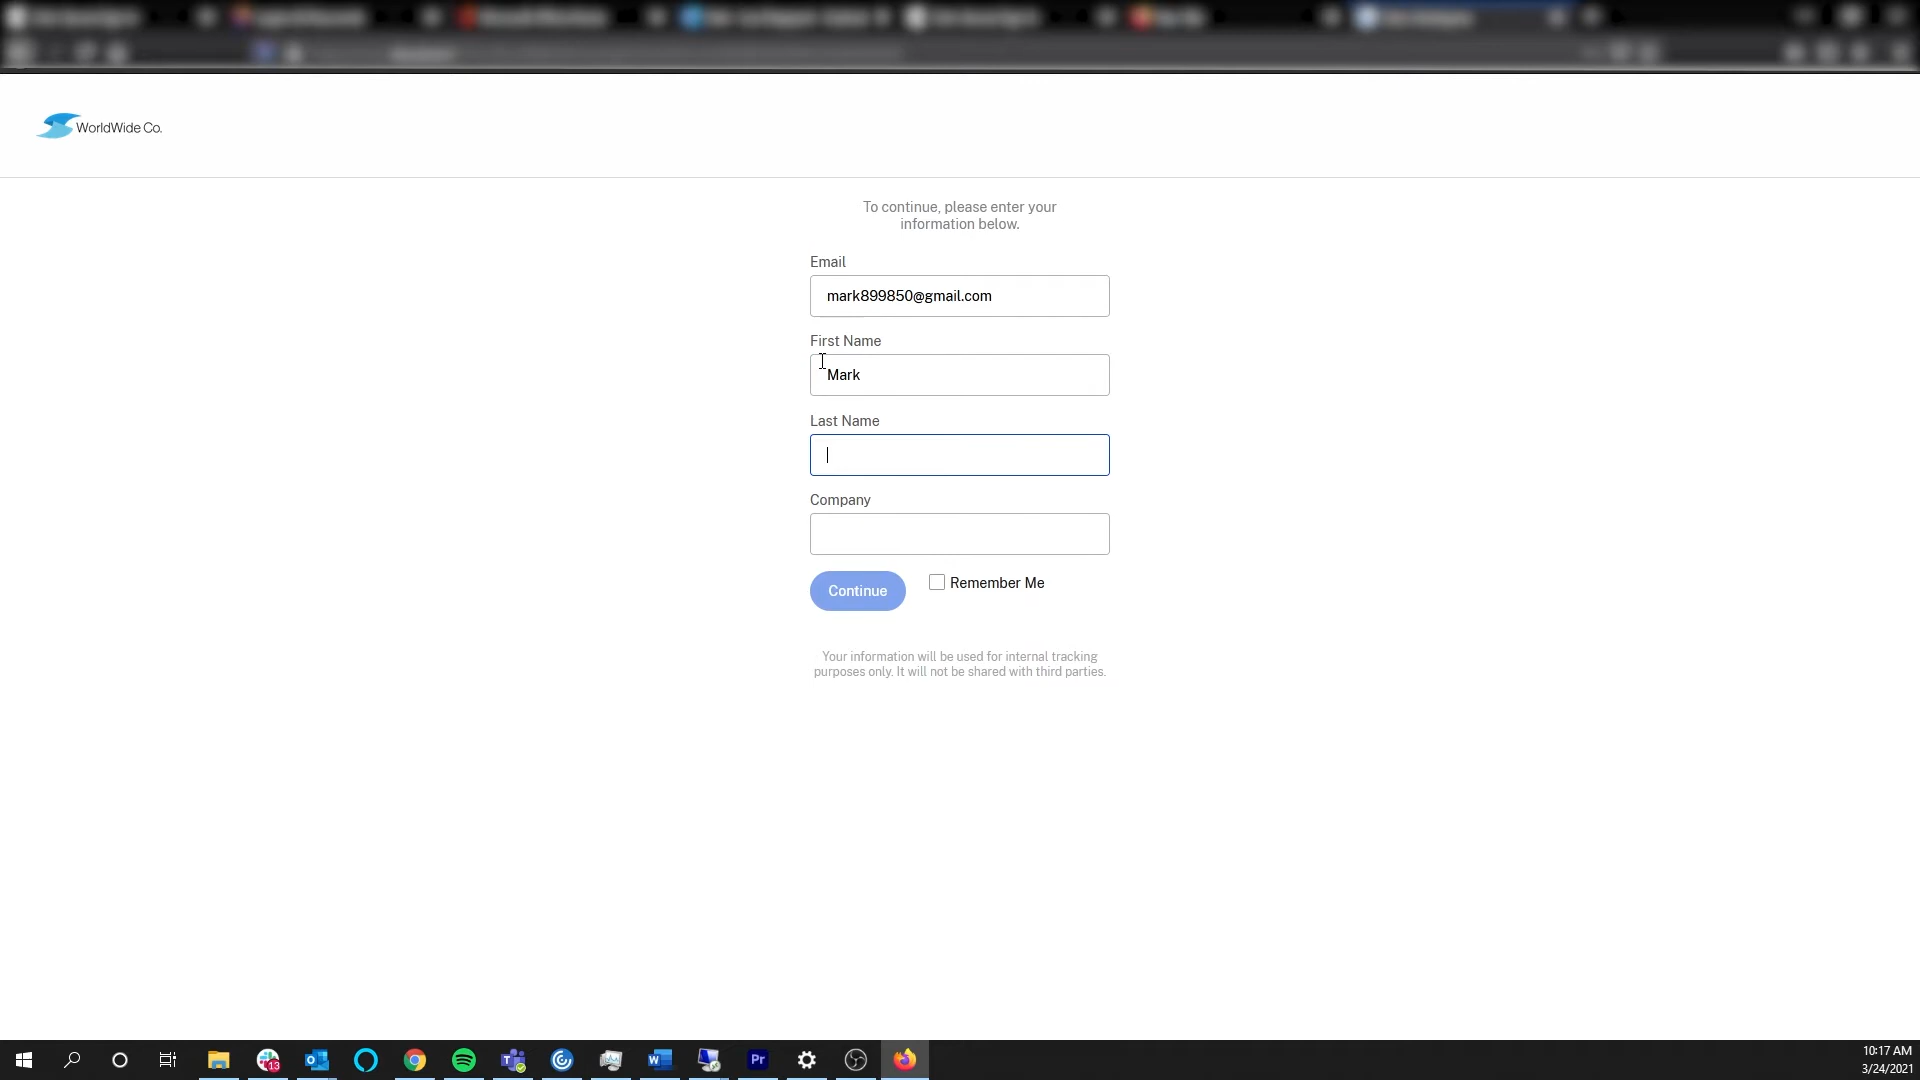 WorldWide Co.
To continue, please enter your
information below.
Email
mark899850@gmail.com
First Name
Mark
Last Name
Company
Continue
Remember Me
Your information will be used for internal tracking
purposes only. It will not be shared with third parties.
13
W
Pr
10:17 AM
3/24/2021